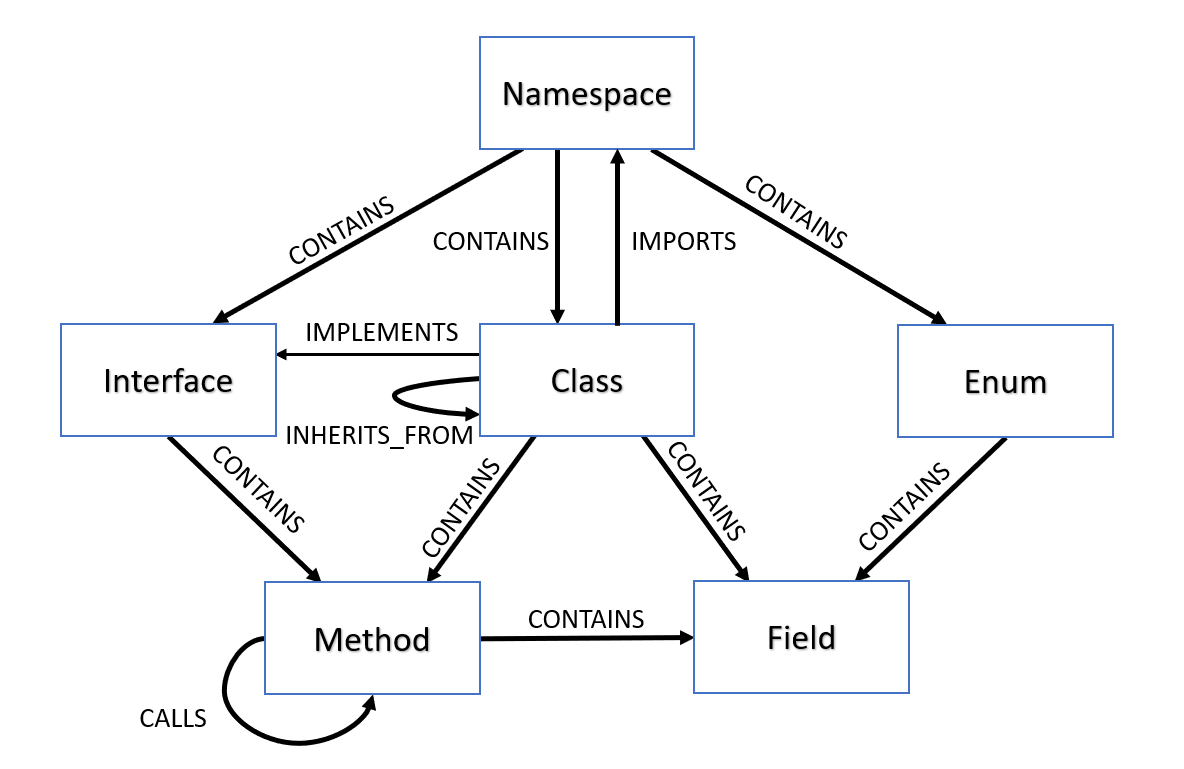 Namespace
CONTAINS
CONTAINS
CONTAINS
IMPORTS
IMPLEMENTS
Interface
Class
Enum
INHERITS_FROM
CONTAINS
CONTAINS
CONTAINS
CONTAINS
Method
CONTAINS
Field
CALLS